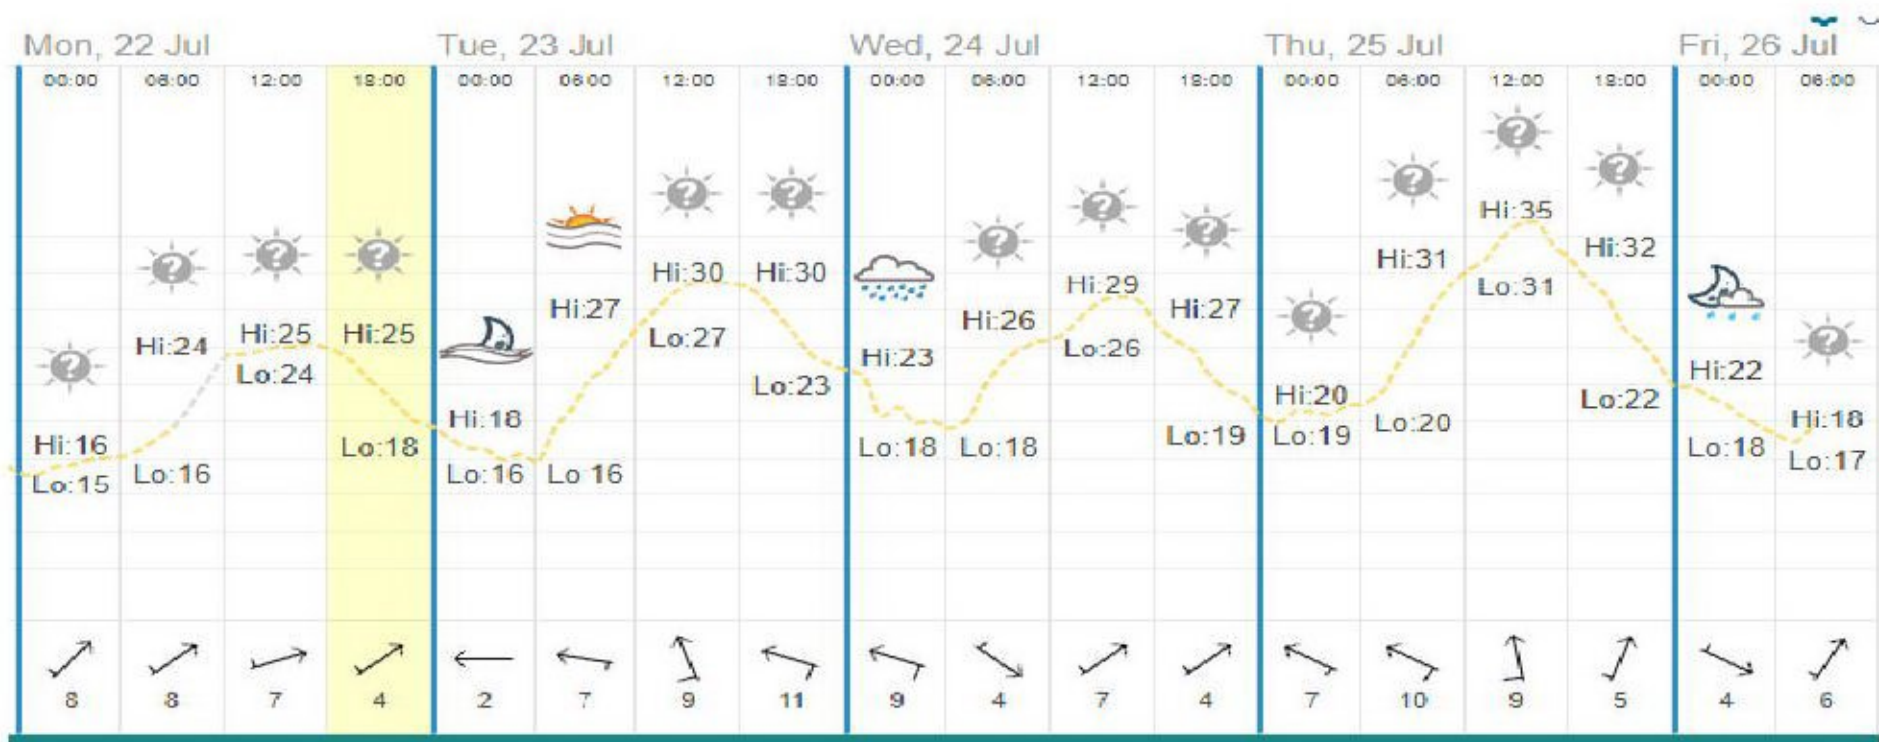 Mon, 22 Jul Tue, 23 Jul Wed, 24 Jul Thu, 25 Jul Fri, 26 Jul
00:00 06:00 12:00 18:00 00:00 06:00 12:00 18:00 00:00 06:00 12:00 18:00 00:00 06:00 12:00 18:00 00:00 06:00
Hi:16 Hi:24 Hi:25 Hi:25 Hi:18 Hi:27 Hi:30 Hi:30 Hi:23 Hi:26 Hi:29 Hi:27 Hi:20 Hi:31 Hi:35 Hi:32 Hi:22 Hi:18
Lo:15 Lo:16 Lo:24 Lo:18 Lo:16 Lo 16 Lo:27 Lo:23 Lo:18 Lo:18 Lo:26 Lo:19 Lo:19 Lo:20 Lo:31 Lo:22 Lo:18 Lo:17
8 8 7 4 2 7 9 11 9 4 7 4 7 10 9 5 4 6